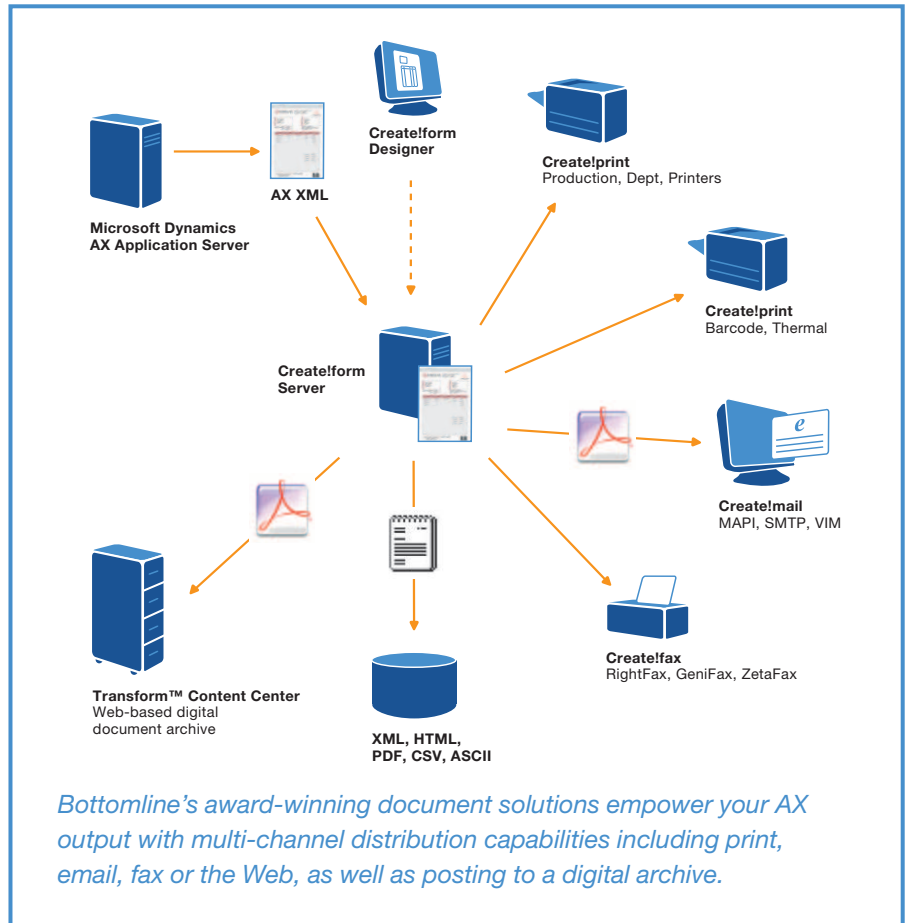 Create!form
Designer
Create!print
Production, Dept, Printers
AX XML
Microsoft Dynamics
AX Application Server
Create!print
Barcode, Thermal
Create!form
Server
e
Create!mail
MAPI, SMTP, VIM
Create!fax
RightFax, GeniFax, ZetaFax
Transform™ Content Center
Web-based digital
document archive
XML, HTML,
PDF, CSV, ASCII
Bottomline's award-winning document solutions empower your AX
output with multi-channel distribution capabilities including print,
email, fax or the Web, as well as posting to a digital archive.